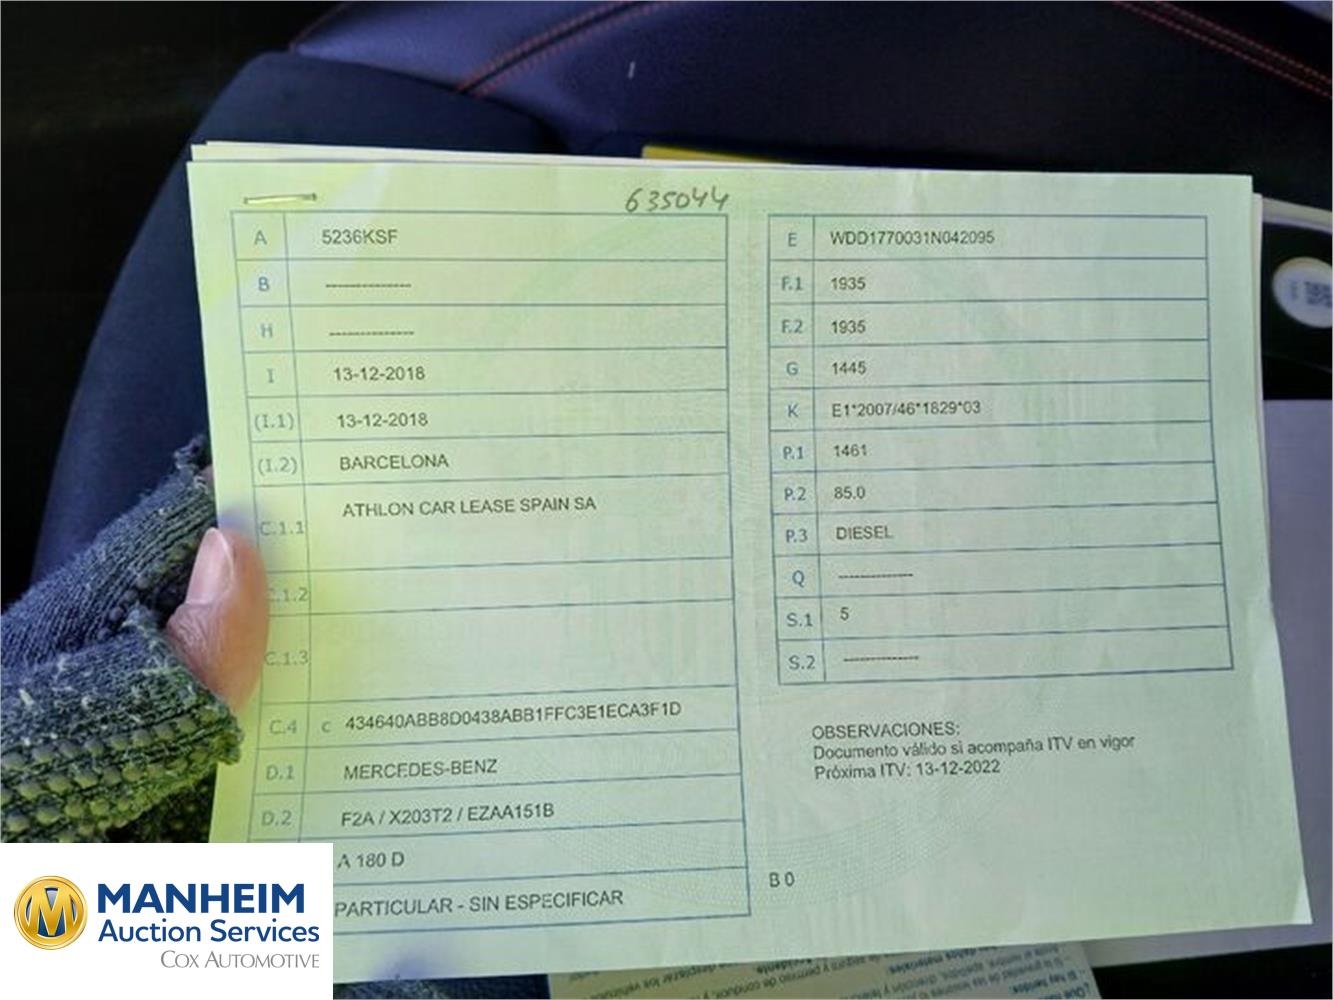 635044
A 5236KSF
B -------------
H -------------
I 13-12-2018
(I.1) 13-12-2018
(I.2) BARCELONA
C.1.1 ATHLON CAR LEASE SPAIN SA
C.1.2
C.1.3
C.4 c 434640ABB8D0438ABB1FFC3E1ECA3F1D
D.1 MERCEDES-BENZ
D.2 F2A / X203T2 / EZAA151B
A 180 D
PARTICULAR - SIN ESPECIFICAR
E WDD1770031N042095
F.1 1935
F.2 1935
G 1445
K E1*2007/46*1829*03
P.1 1461
P.2 85.0
P.3 DIESEL
Q -------------
S.1 5
S.2 -------------
OBSERVACIONES:
Documento válido si acompaña ITV en vigor
Próxima ITV: 13-12-2022
B 0
MANHEIM
Auction Services
COX AUTOMOTIVE